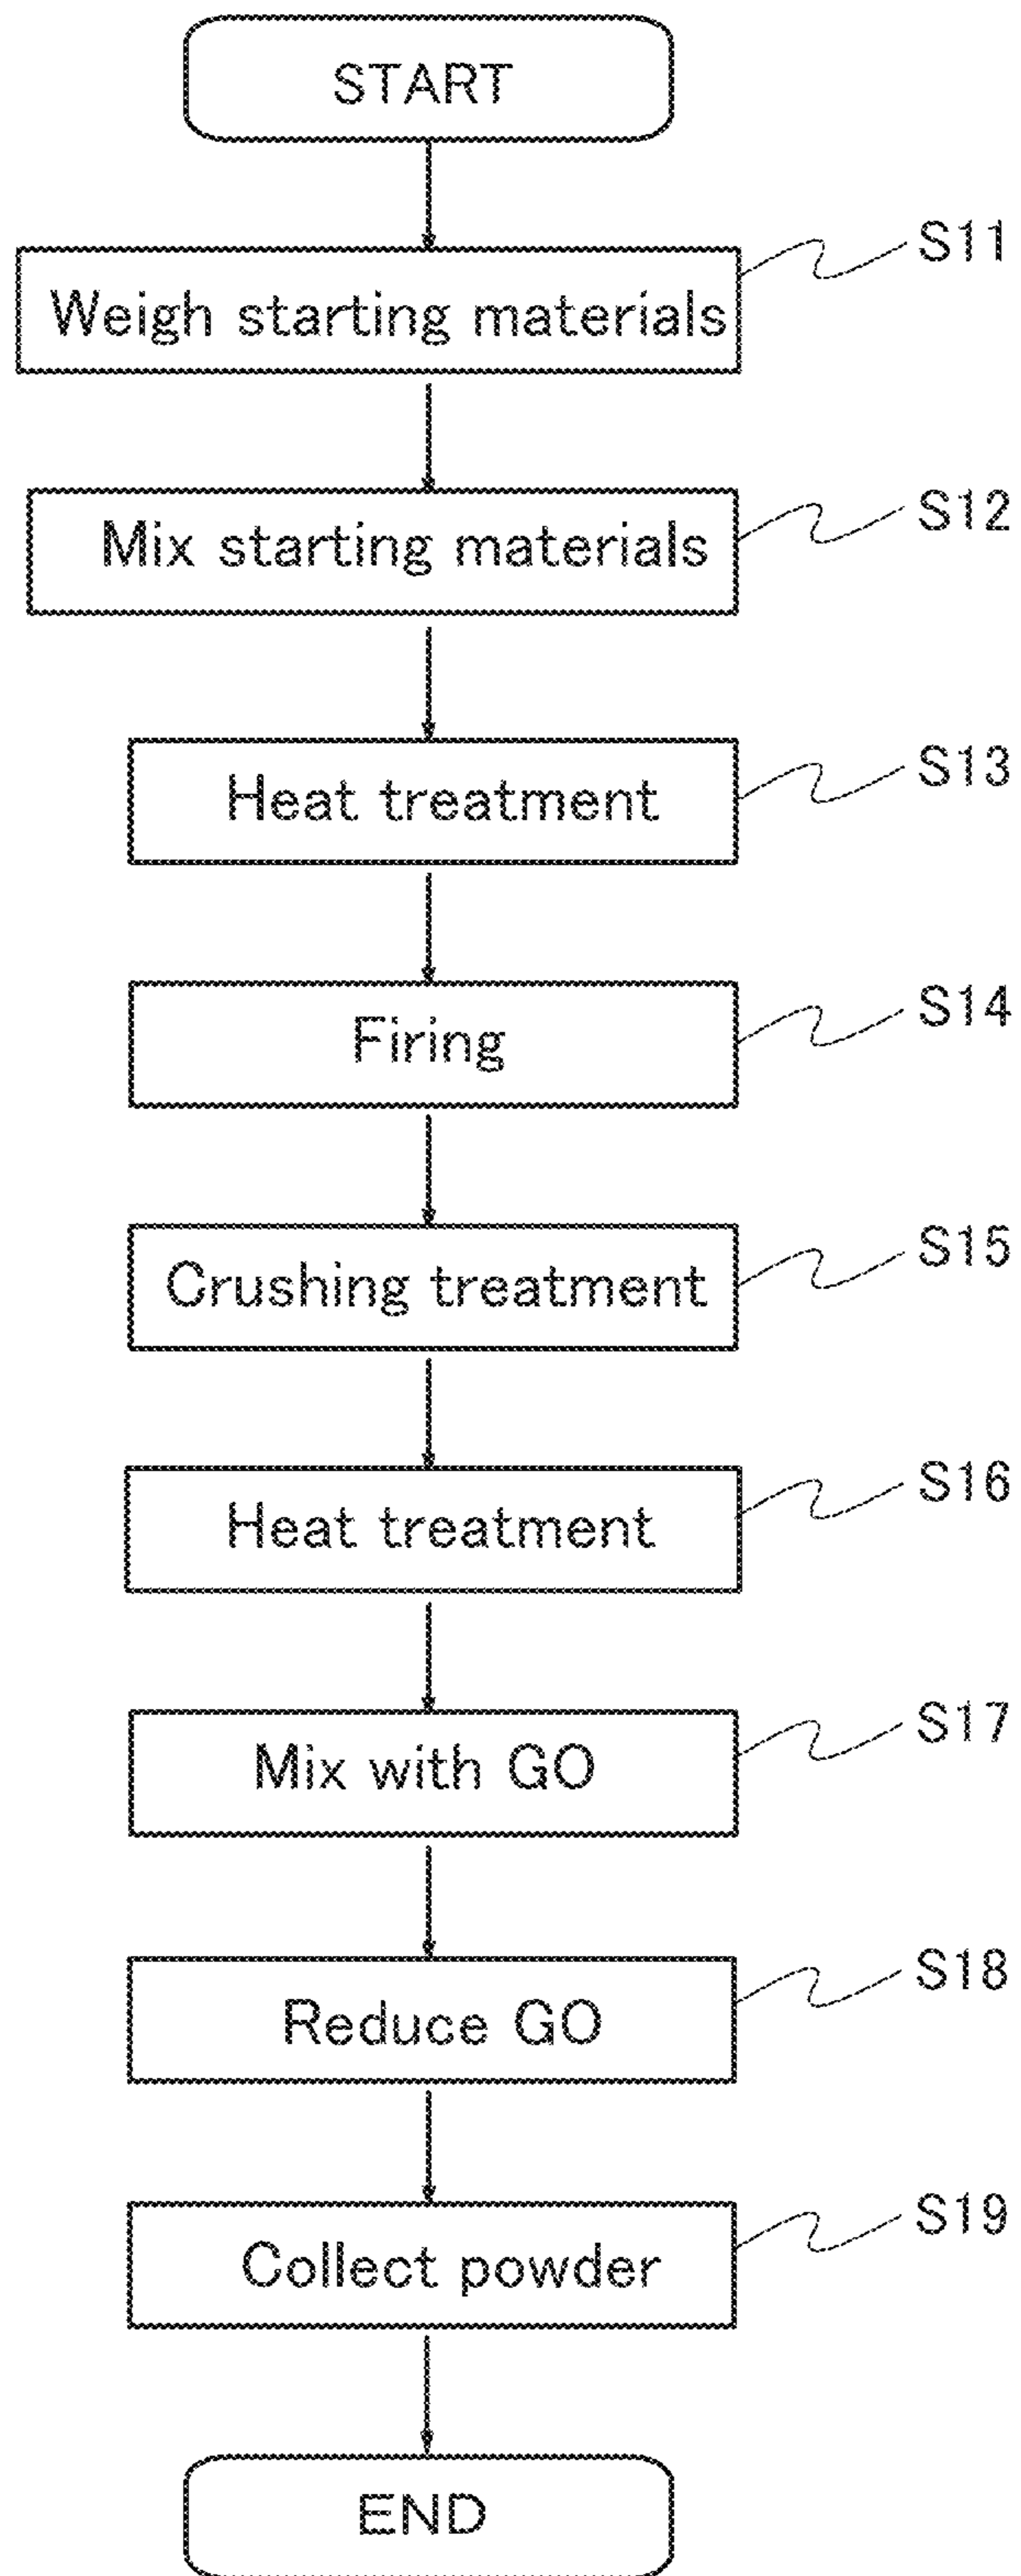 START
Weigh starting materials
S11
Mix starting materials
S12
Heat treatment
S13
Firing
S14
Crushing treatment
S15
Heat treatment
S16
Mix with GO
S17
Reduce GO
S18
Collect powder
S19
END